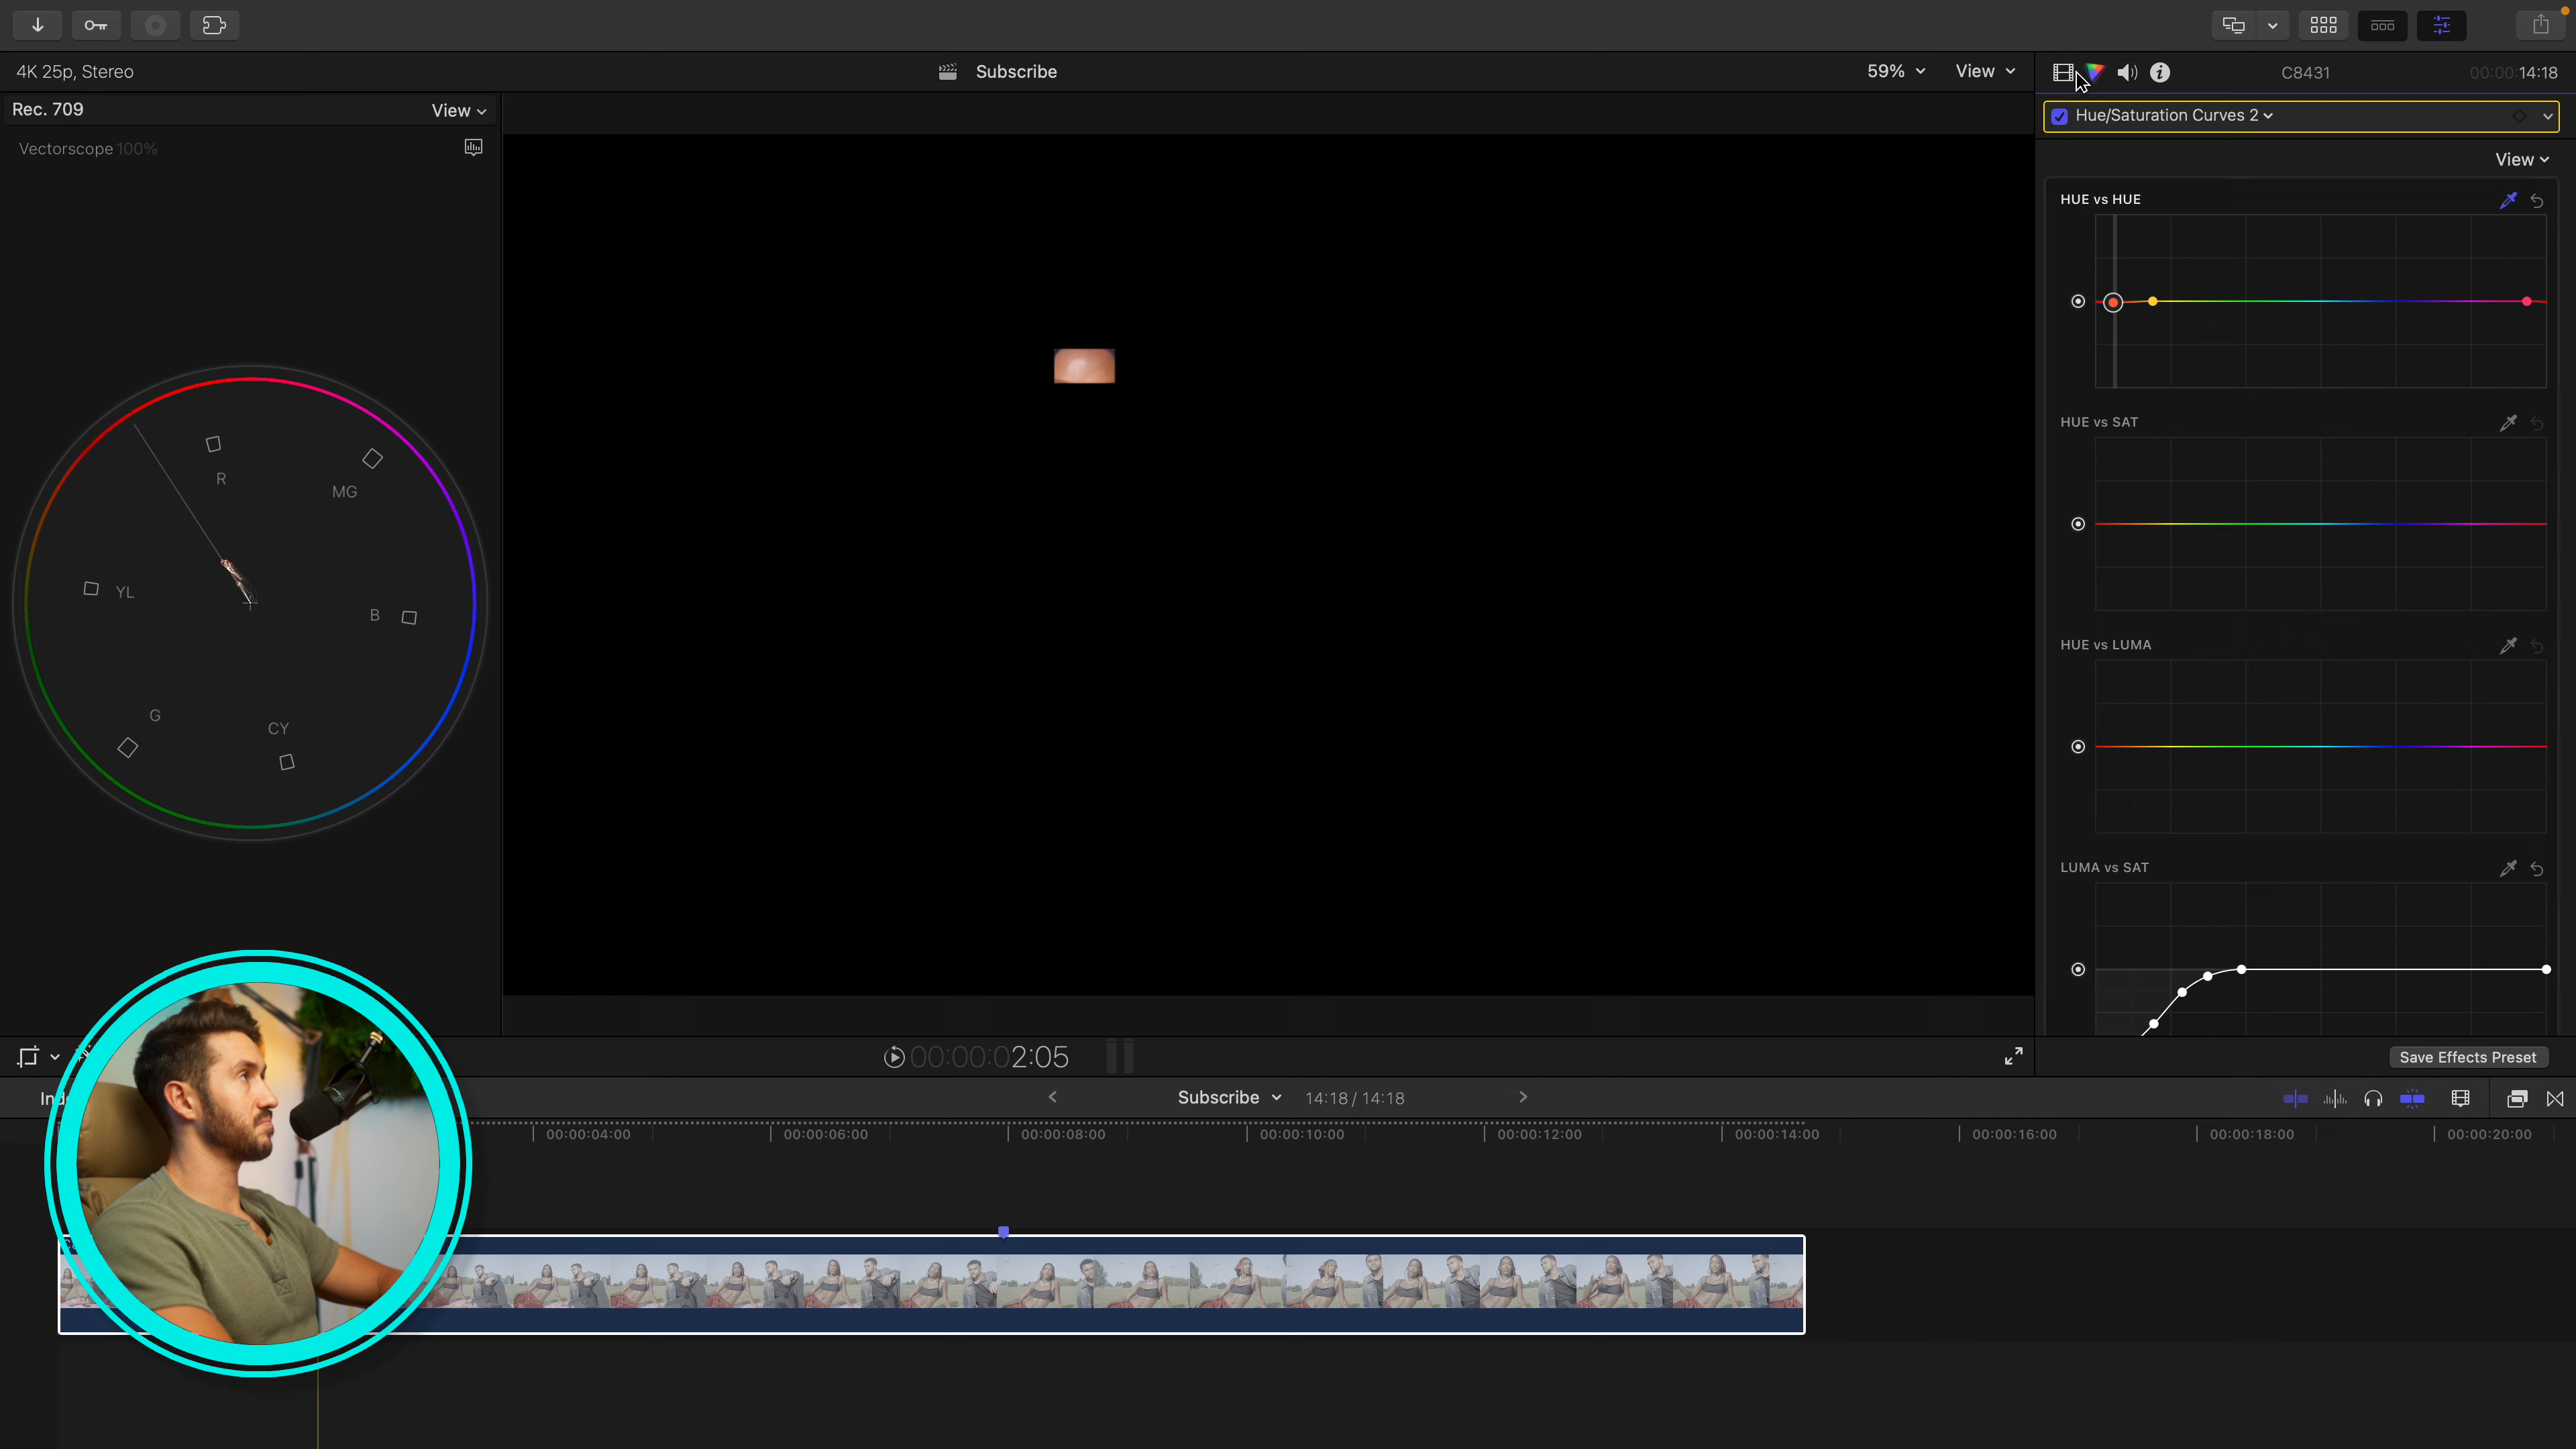 4K 25p, Stereo
Subscribe
59%
View
C8431
00:00:00:14:18
Rec. 709
View
Hue/Saturation Curves 2
Vectorscope 100%
View
HUE vs HUE
HUE vs SAT
HUE vs LUMA
LUMA vs SAT
R
MG
YL
B
G
CY
00:00:02:05
Save Effects Preset
Subscribe
14:18 / 14:18
00:00:04:00
00:00:06:00
00:00:08:00
00:00:10:00
00:00:12:00
00:00:14:00
00:00:16:00
00:00:18:00
00:00:20:00